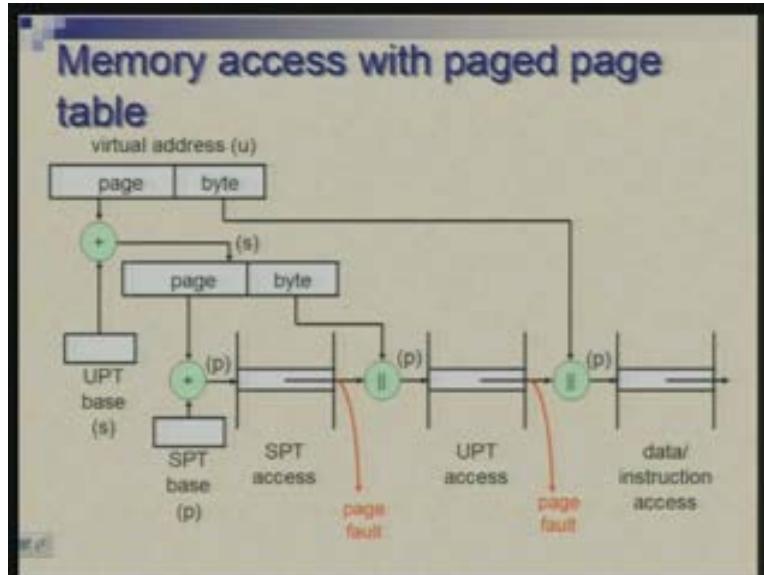 Memory access with paged page
table
virtual address (u)
page byte
+
(s)
page byte
UPT
base
(s)
+
(p)
SPT
base
(p)
SPT
access
page
fault
||
(p)
UPT
access
page
fault
||
(p)
data/
instruction
access